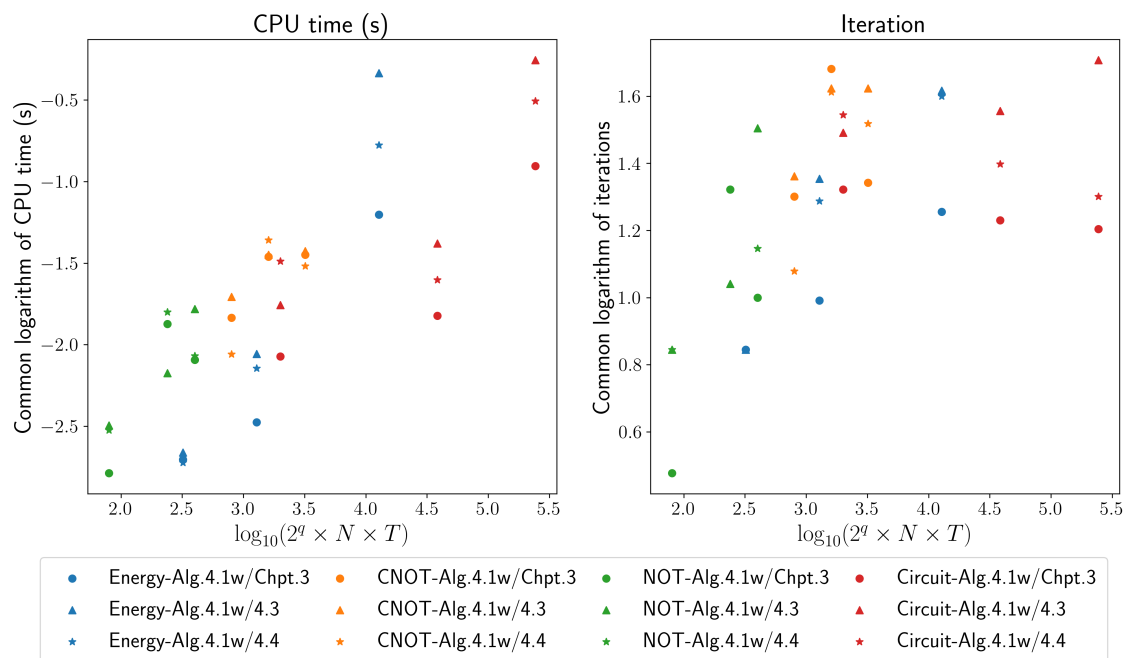 CPU time (s)
Common logarithm of CPU time (s)
−0.5
−1.0
−1.5
−2.0
−2.5
2.0 2.5 3.0 3.5 4.0 4.5 5.0 5.5
log₁₀(2^q × N × T)
Iteration
Common logarithm of iterations
1.6
1.4
1.2
1.0
0.8
0.6
2.0 2.5 3.0 3.5 4.0 4.5 5.0 5.5
log₁₀(2^q × N × T)
Energy-Alg.4.1w/Chpt.3 CNOT-Alg.4.1w/Chpt.3 NOT-Alg.4.1w/Chpt.3 Circuit-Alg.4.1w/Chpt.3
Energy-Alg.4.1w/4.3 CNOT-Alg.4.1w/4.3 NOT-Alg.4.1w/4.3 Circuit-Alg.4.1w/4.3
Energy-Alg.4.1w/4.4 CNOT-Alg.4.1w/4.4 NOT-Alg.4.1w/4.4 Circuit-Alg.4.1w/4.4